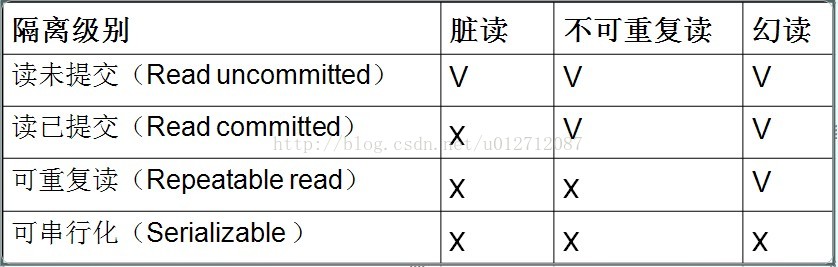 隔离级别 脏读 不可重复读 幻读
读未提交（Read uncommitted） V V V
读已提交（Read committed） x V V
http://blog.csdn.net/u012712087
可重复读（Repeatable read） x x V
可串行化（Serializable ） x x x